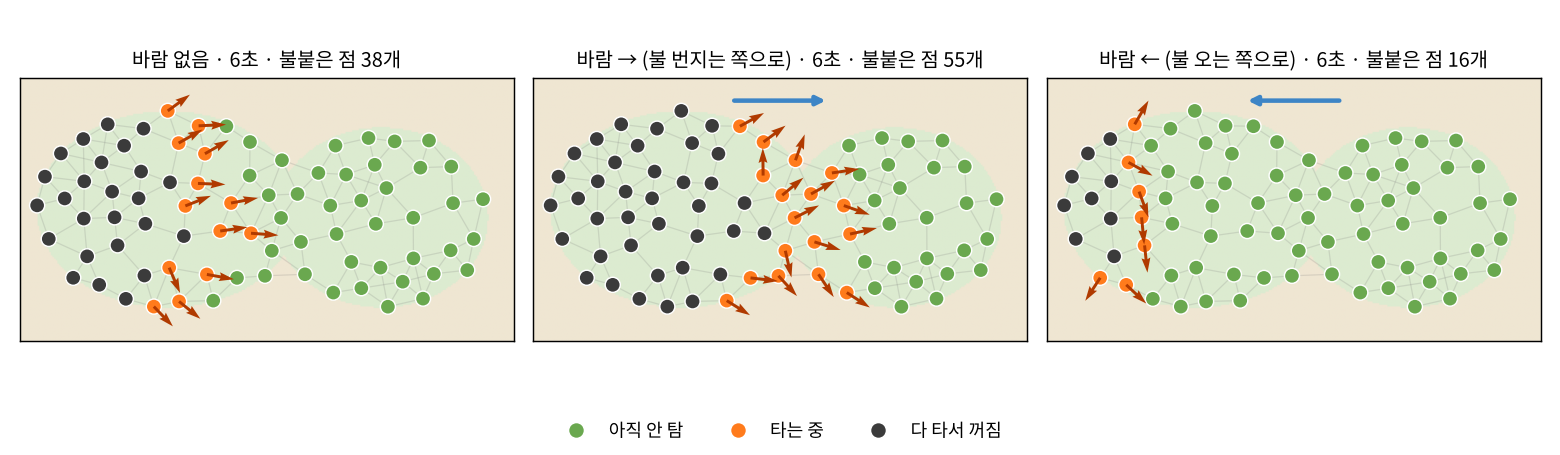 바람 없음 · 6초 · 불붙은 점 38개
바람 → (불 번지는 쪽으로) · 6초 · 불붙은 점 55개
바람 ← (불 오는 쪽으로) · 6초 · 불붙은 점 16개
아직 안 탐
타는 중
다 타서 꺼짐